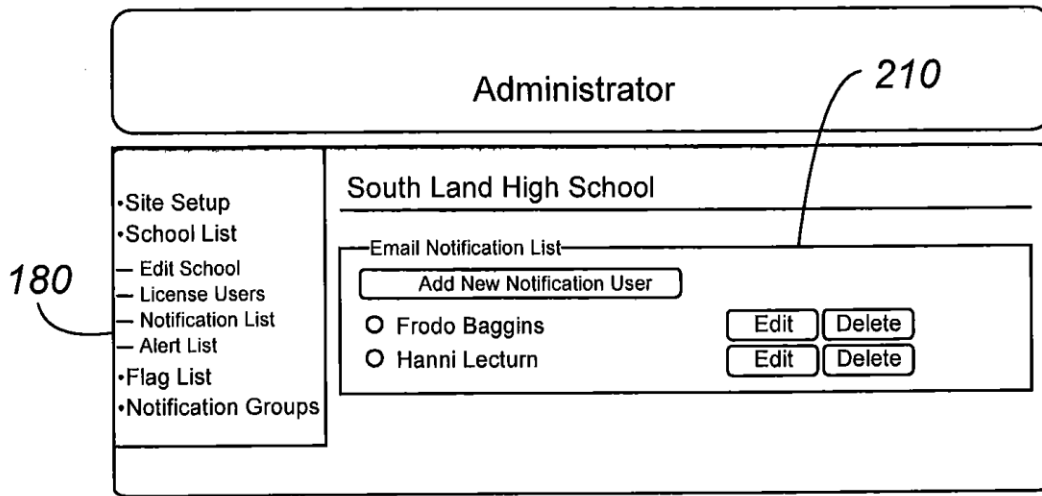 Administrator
210
180
·Site Setup
·School List
— Edit School
— License Users
— Notification List
— Alert List
·Flag List
·Notification Groups
South Land High School
Email Notification List
Add New Notification User
Frodo Baggins Edit Delete
Hanni Lecturn Edit Delete